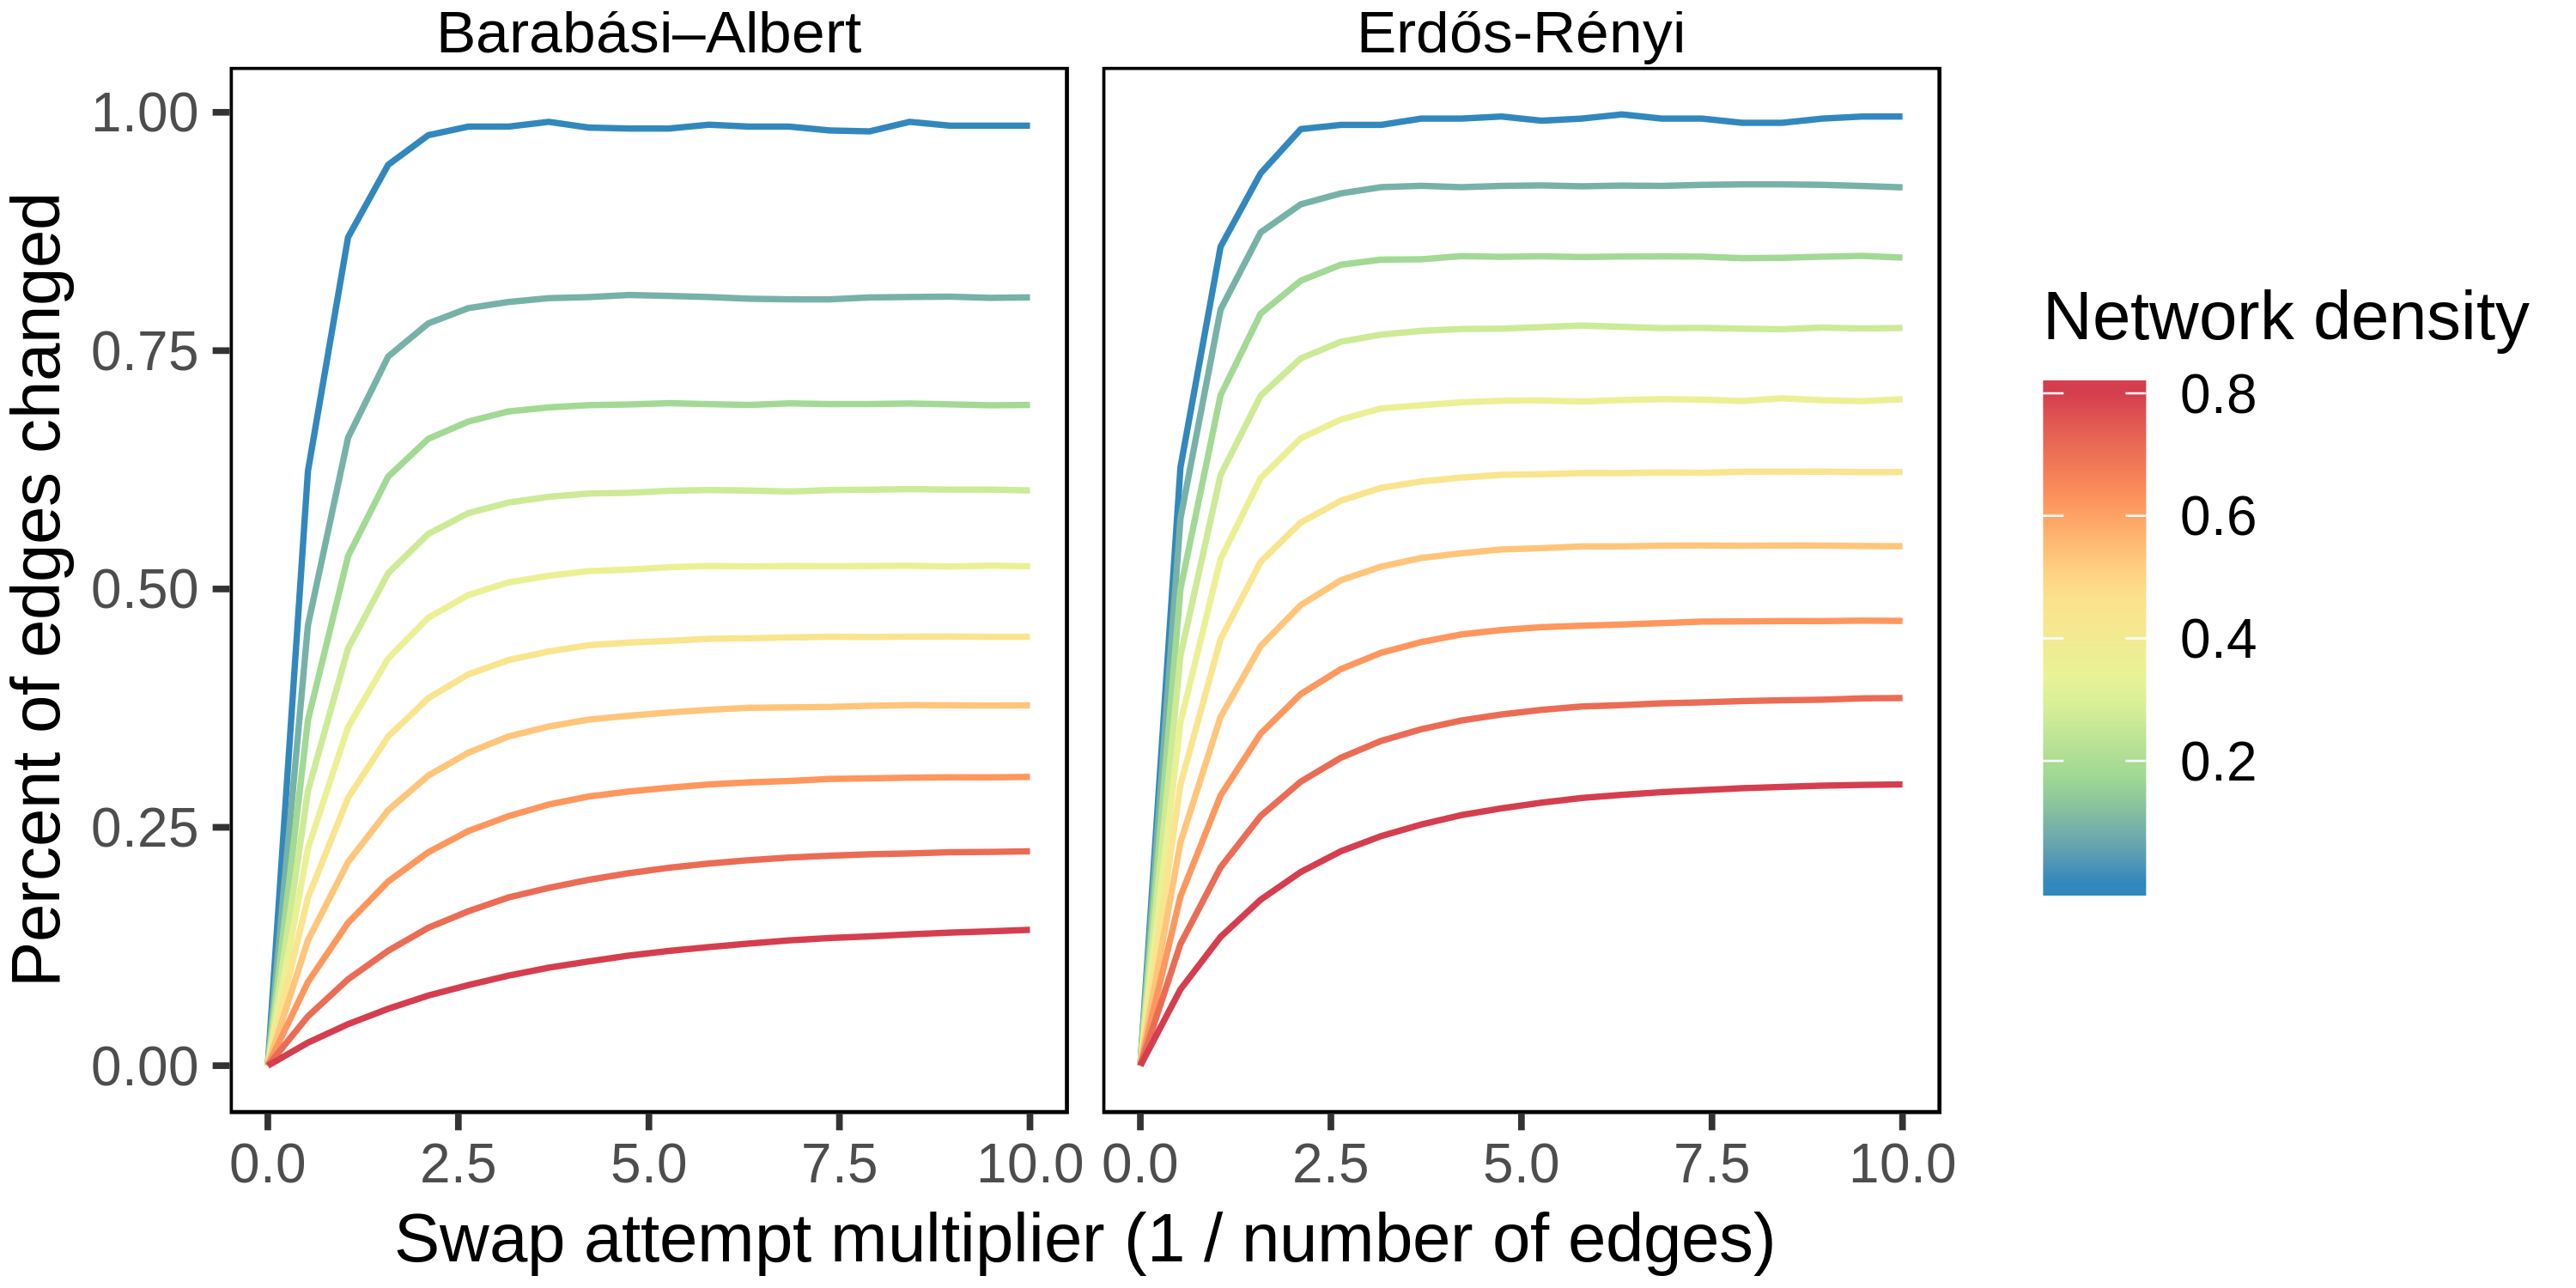 Barabási–Albert
Erdős-Rényi
Percent of edges changed
1.00
0.75
0.50
0.25
0.00
0.0 2.5 5.0 7.5 10.0
0.0 2.5 5.0 7.5 10.0
Swap attempt multiplier (1 / number of edges)
Network density
0.8
0.6
0.4
0.2